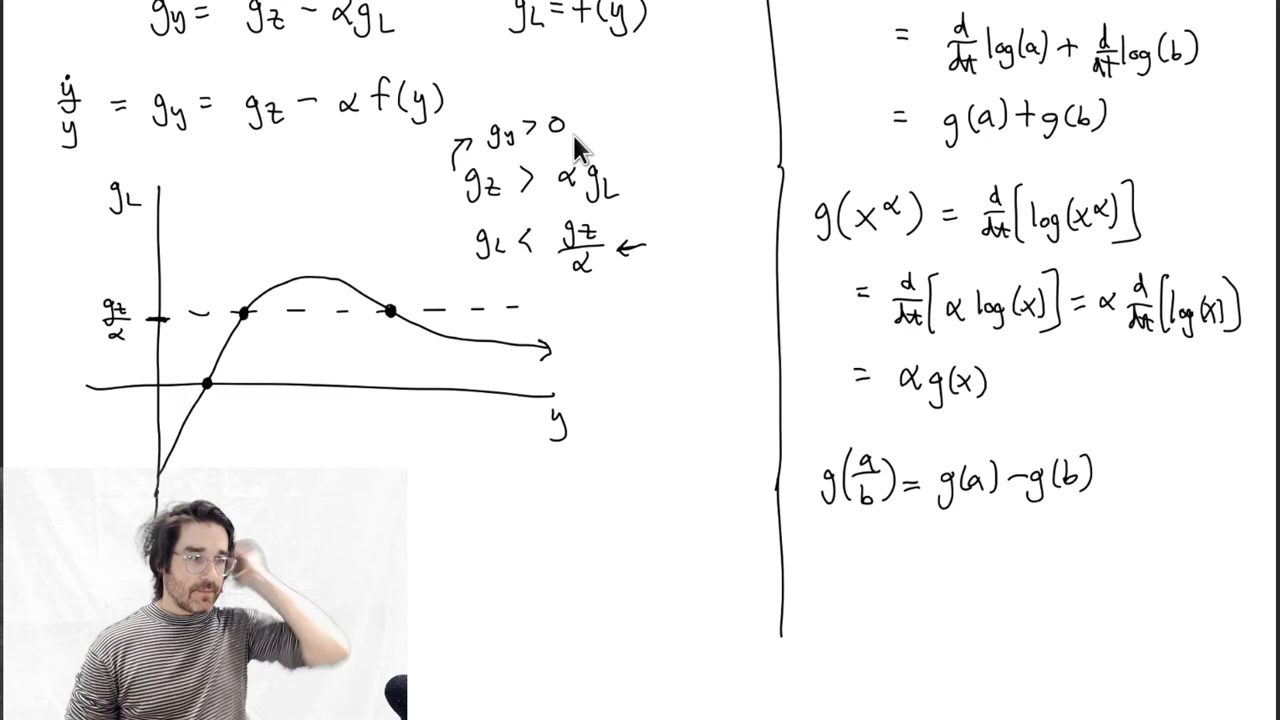 gy = gz - αgL
gL = f(y)
ẏ/y = gy = gz - α f(y)
gy > 0
gz > α gL
gL < gz/α ←
gL
gz/α
y
= d/dt log(a) + d/dt log(b)
= g(a) + g(b)
g(x^α) = d/dt [log(x^α)]
= d/dt [α log(x)] = α d/dt [log(x)]
= α g(x)
g(a/b) = g(a) - g(b)